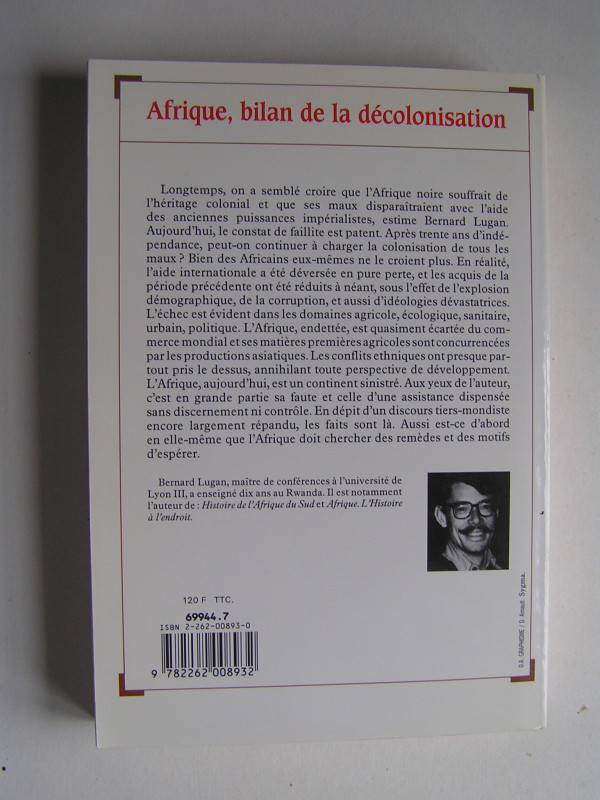 Afrique, bilan de la décolonisation
Longtemps, on a semblé croire que l'Afrique noire souffrait de
l'héritage colonial et que ses maux disparaîtraient avec l'aide
des anciennes puissances impérialistes, estime Bernard Lugan.
Aujourd'hui, le constat de faillite est patent. Après trente ans d'indé-
pendance, peut-on continuer à charger la colonisation de tous les
maux ? Bien des Africains eux-mêmes ne le croient plus. En réalité,
l'aide internationale a été déversée en pure perte, et les acquis de la
période précédente ont été réduits à néant, sous l'effet de l'explosion
démographique, de la corruption, et aussi d'idéologies dévastatrices.
L'échec est évident dans les domaines agricole, écologique, sanitaire,
urbain, politique. L'Afrique, endettée, est quasiment écartée du com-
merce mondial et ses matières premières agricoles sont concurrencées
par les productions asiatiques. Les conflits ethniques ont presque par-
tout pris le dessus, annihilant toute perspective de développement.
L'Afrique, aujourd'hui, est un continent sinistré. Aux yeux de l'auteur,
c'est en grande partie sa faute et celle d'une assistance dispensée
sans discernement ni contrôle. En dépit d'un discours tiers-mondiste
encore largement répandu, les faits sont là. Aussi est-ce d'abord
en elle-même que l'Afrique doit chercher des remèdes et des motifs
d'espérer.
Bernard Lugan, maître de conférences à l'université de
Lyon III, a enseigné dix ans au Rwanda. Il est notamment
l'auteur de : Histoire de l'Afrique du Sud et Afrique. L'Histoire
à l'endroit.
120 F TTC.
69944.7
ISBN 2-262-00893-0
9 782262 008932
D.A. GRAPHISME / D. Arnault. Sygma.